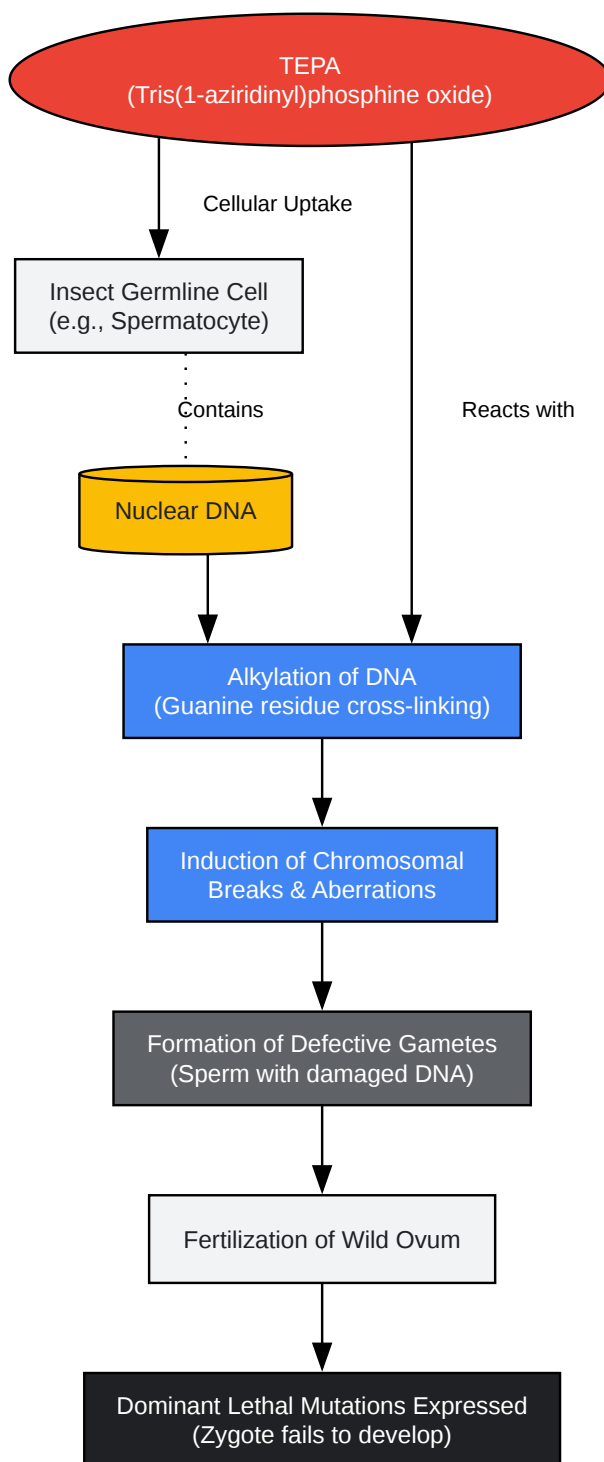 TEPA
(Tris(1-aziridinyl)phosphine oxide)
Cellular Uptake
Insect Germline Cell
(e.g., Spermatocyte)
Contains
Reacts with
Nuclear DNA
Alkylation of DNA
(Guanine residue cross-linking)
Induction of Chromosomal
Breaks & Aberrations
Formation of Defective Gametes
(Sperm with damaged DNA)
Fertilization of Wild Ovum
Dominant Lethal Mutations Expressed
(Zygote fails to develop)